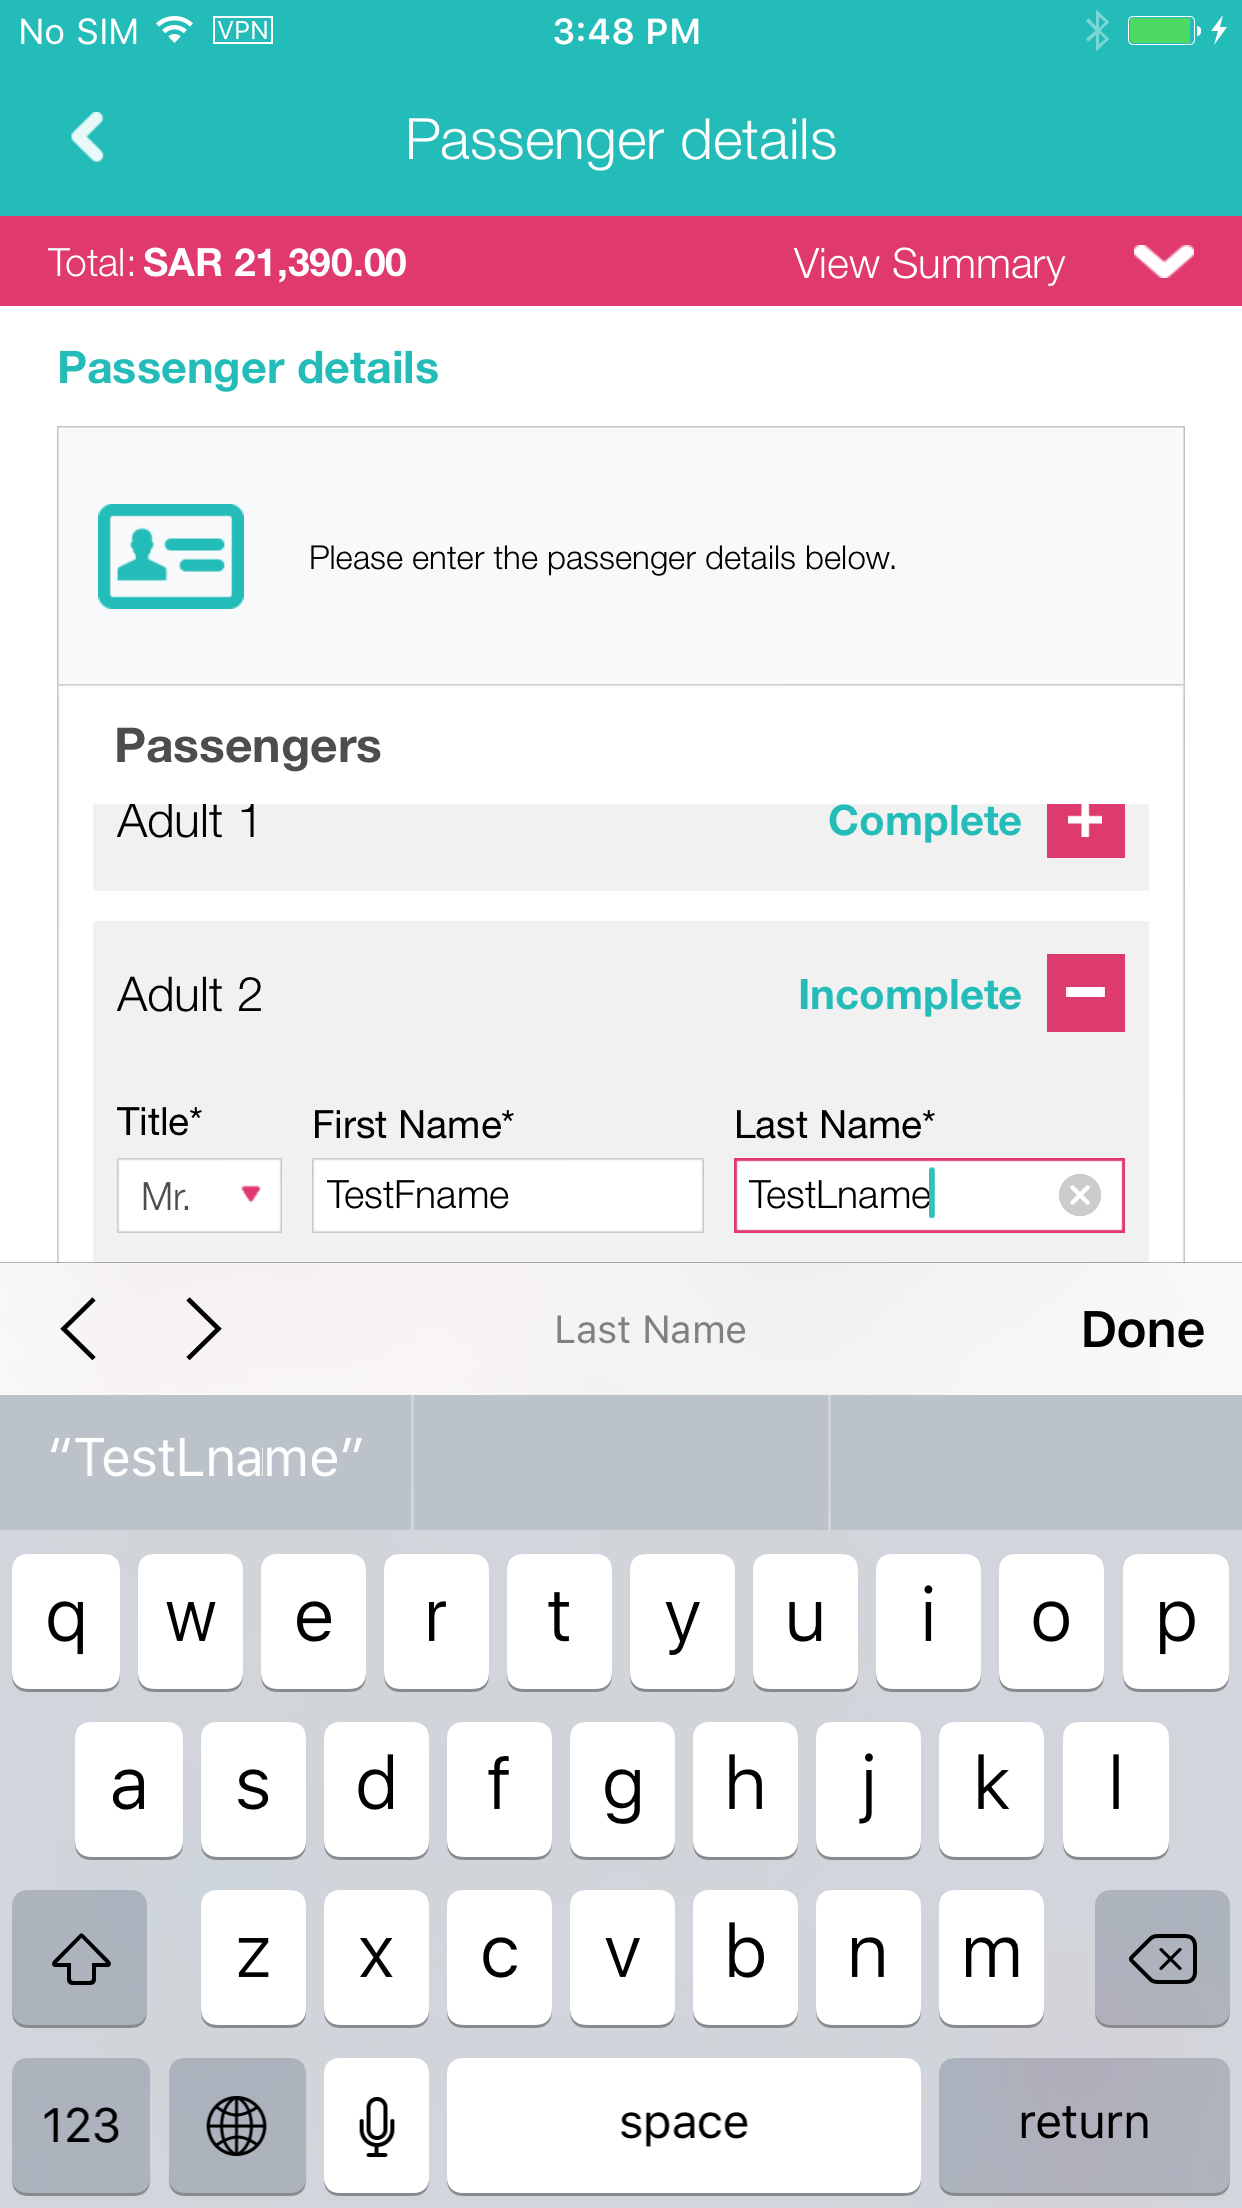 No SIM VPN 3:48 PM
Passenger details
Total: SAR 21,390.00 View Summary
Passenger details
Please enter the passenger details below.
Passengers
Adult 1 Complete
Adult 2 Incomplete
Title* First Name* Last Name*
Mr. TestFname TestLname
Last Name Done
“TestLname”
q w e r t y u i o p
a s d f g h j k l
z x c v b n m
123 space return